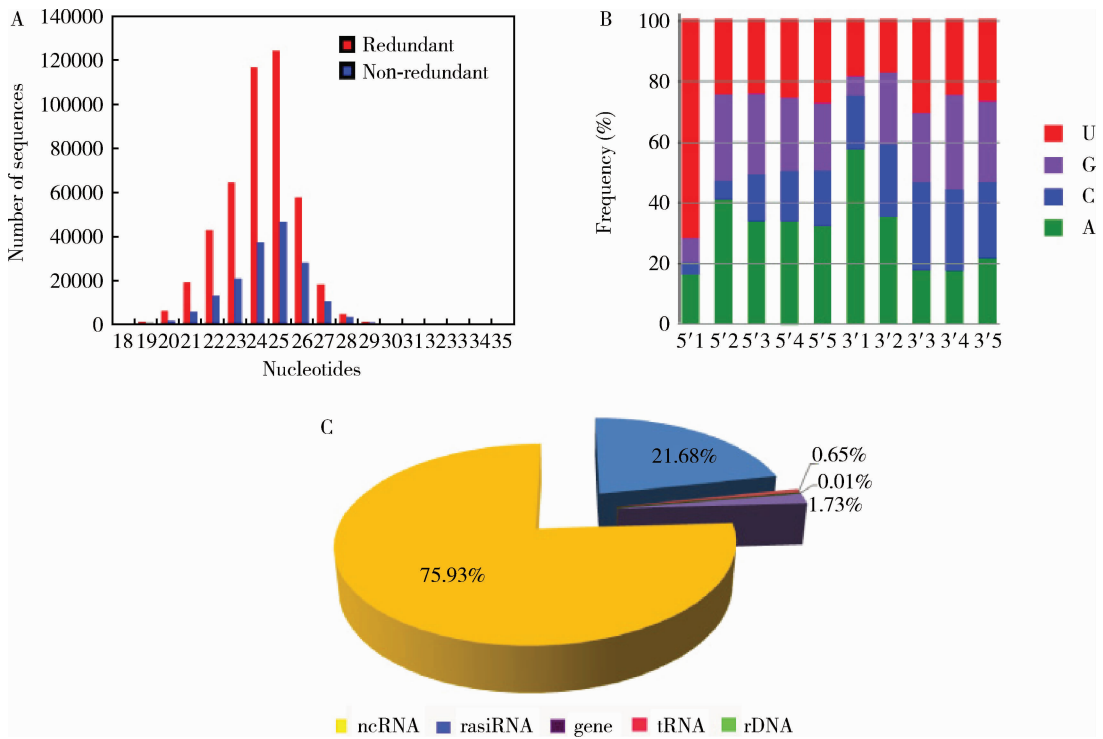 A
140000
120000
100000
80000
60000
40000
20000
0
Number of sequences
Redundant
Non-redundant
18 19 20 21 22 23 24 25 26 27 28 29 30 31 32 33 34 35
Nucleotides
B
100
80
60
40
20
0
Frequency (%)
5′1 5′2 5′3 5′4 5′5 3′1 3′2 3′3 3′4 3′5
U
G
C
A
C
21.68%
0.65%
0.01%
1.73%
75.93%
ncRNA rasiRNA gene tRNA rDNA